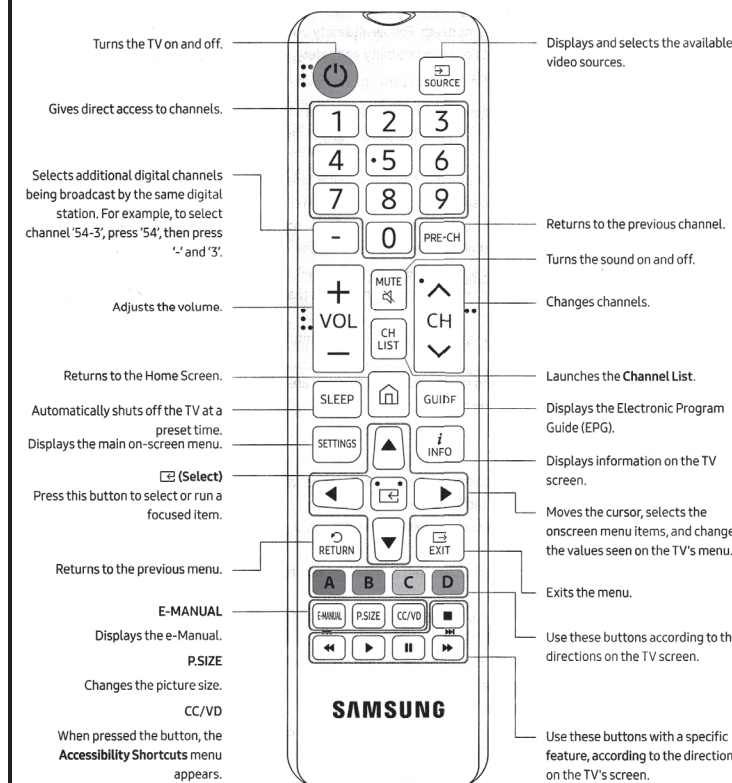 Turns the TV on and off.
Gives direct access to channels.
Selects additional digital channels
being broadcast by the same digital
station. For example, to select
channel '54-3', press '54', then press
'-' and '3'.
Adjusts the volume.
Returns to the Home Screen.
Automatically shuts off the TV at a
preset time.
Displays the main on-screen menu.
(Select)
Press this button to select or run a
focused item.
Returns to the previous menu.
E-MANUAL
Displays the e-Manual.
P.SIZE
Changes the picture size.
CC/VD
When pressed the button, the
Accessibility Shortcuts menu
appears.
SOURCE
1 2 3
4 5 6
7 8 9
- 0 PRE-CH
+ VOL —
MUTE
CH
LIST
CH
SLEEP
GUIDE
SETTINGS
i
INFO
RETURN
EXIT
A B C D
E-MANUAL P.SIZE CC/VD
SAMSUNG
Displays and selects the available
video sources.
Returns to the previous channel.
Turns the sound on and off.
Changes channels.
Launches the Channel List.
Displays the Electronic Program
Guide (EPG).
Displays information on the TV
screen.
Moves the cursor, selects the
onscreen menu items, and change
the values seen on the TV's menu.
Exits the menu.
Use these buttons according to th
directions on the TV screen.
Use these buttons with a specific
feature, according to the direction
on the TV's screen.